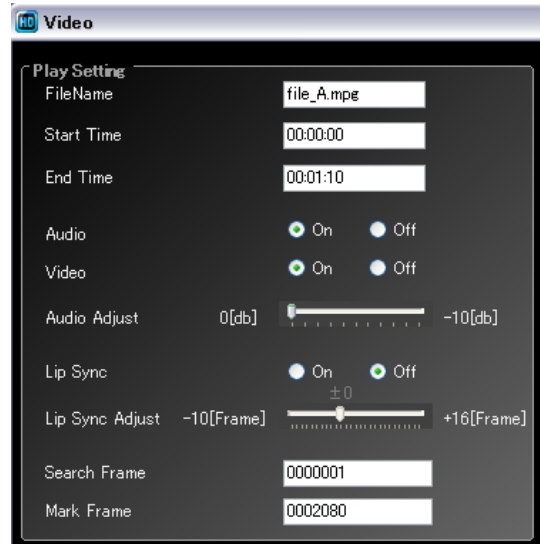 HD Video
Play Setting
FileName file_A.mpg
Start Time 00:00:00
End Time 00:01:10
Audio On Off
Video On Off
Audio Adjust 0[db] -10[db]
Lip Sync On Off
±0
Lip Sync Adjust -10[Frame] +16[Frame]
Search Frame 0000001
Mark Frame 0002080